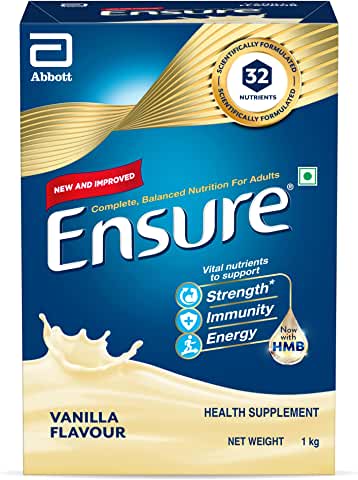 Abbott
SCIENTIFICALLY FORMULATED
32
NUTRIENTS
SCIENTIFICALLY FORMULATED
NEW AND IMPROVED
Complete, Balanced Nutrition For Adults
Ensure®
Vital nutrients
to support
Strength*
Immunity
Energy
Now
with
HMB
VANILLA
FLAVOUR
HEALTH SUPPLEMENT
NET WEIGHT 1 kg